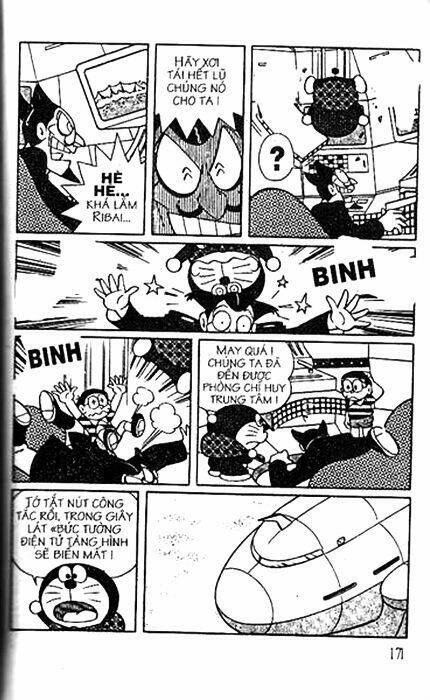 HÈ
HÈ...
KHÁ LẮM
RIBAI...
HÃY XƠI
TÁI HẾT LŨ
CHÚNG NÓ
CHO TA !
?
BINH
BINH
MAY QUÁ !
CHÚNG TA ĐÃ
ĐẾN ĐƯỢC
PHÒNG CHỈ HUY
TRUNG TÂM !
TỚ TẮT NÚT CÔNG
TẮC RỒI, TRONG GIÂY
LÁT «BỨC TƯỜNG
ĐIỆN TỬ TÀNG HÌNH
SẼ BIẾN MẤT !
171